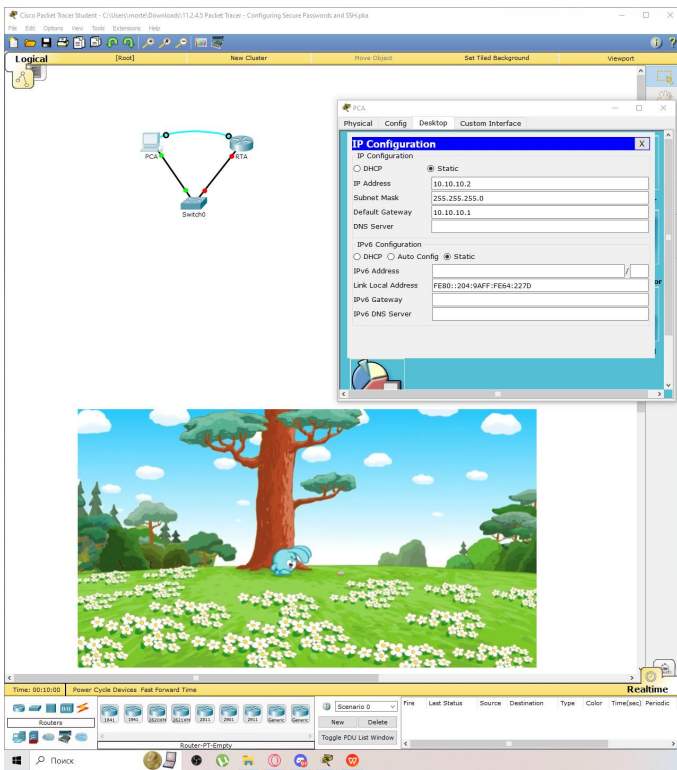 Cisco Packet Tracer Student - C:\Users\morte\Downloads\11.2.4.5 Packet Tracer - Configuring Secure Passwords and SSH.pka
File Edit Options View Tools Extensions Help
Logical [Root] New Cluster Move Object Set Tiled Background Viewport
PCA
Physical Config Desktop Custom Interface
IP Configuration X
IP Configuration
DHCP Static
IP Address 10.10.10.2
Subnet Mask 255.255.255.0
Default Gateway 10.10.10.1
DNS Server
IPv6 Configuration
DHCP Auto Config Static
IPv6 Address /
Link Local Address FE80::204:9AFF:FE64:227D
IPv6 Gateway
IPv6 DNS Server
PCA RTA
Switch0
Time: 00:10:00 Power Cycle Devices Fast Forward Time Realtime
Routers
1841 1941 2620XM 2621XM 2811 2901 2911 Generic Generic
Router-PT-Empty
Scenario 0
New Delete
Toggle PDU List Window
Fire Last Status Source Destination Type Color Time(sec) Periodic
Поиск